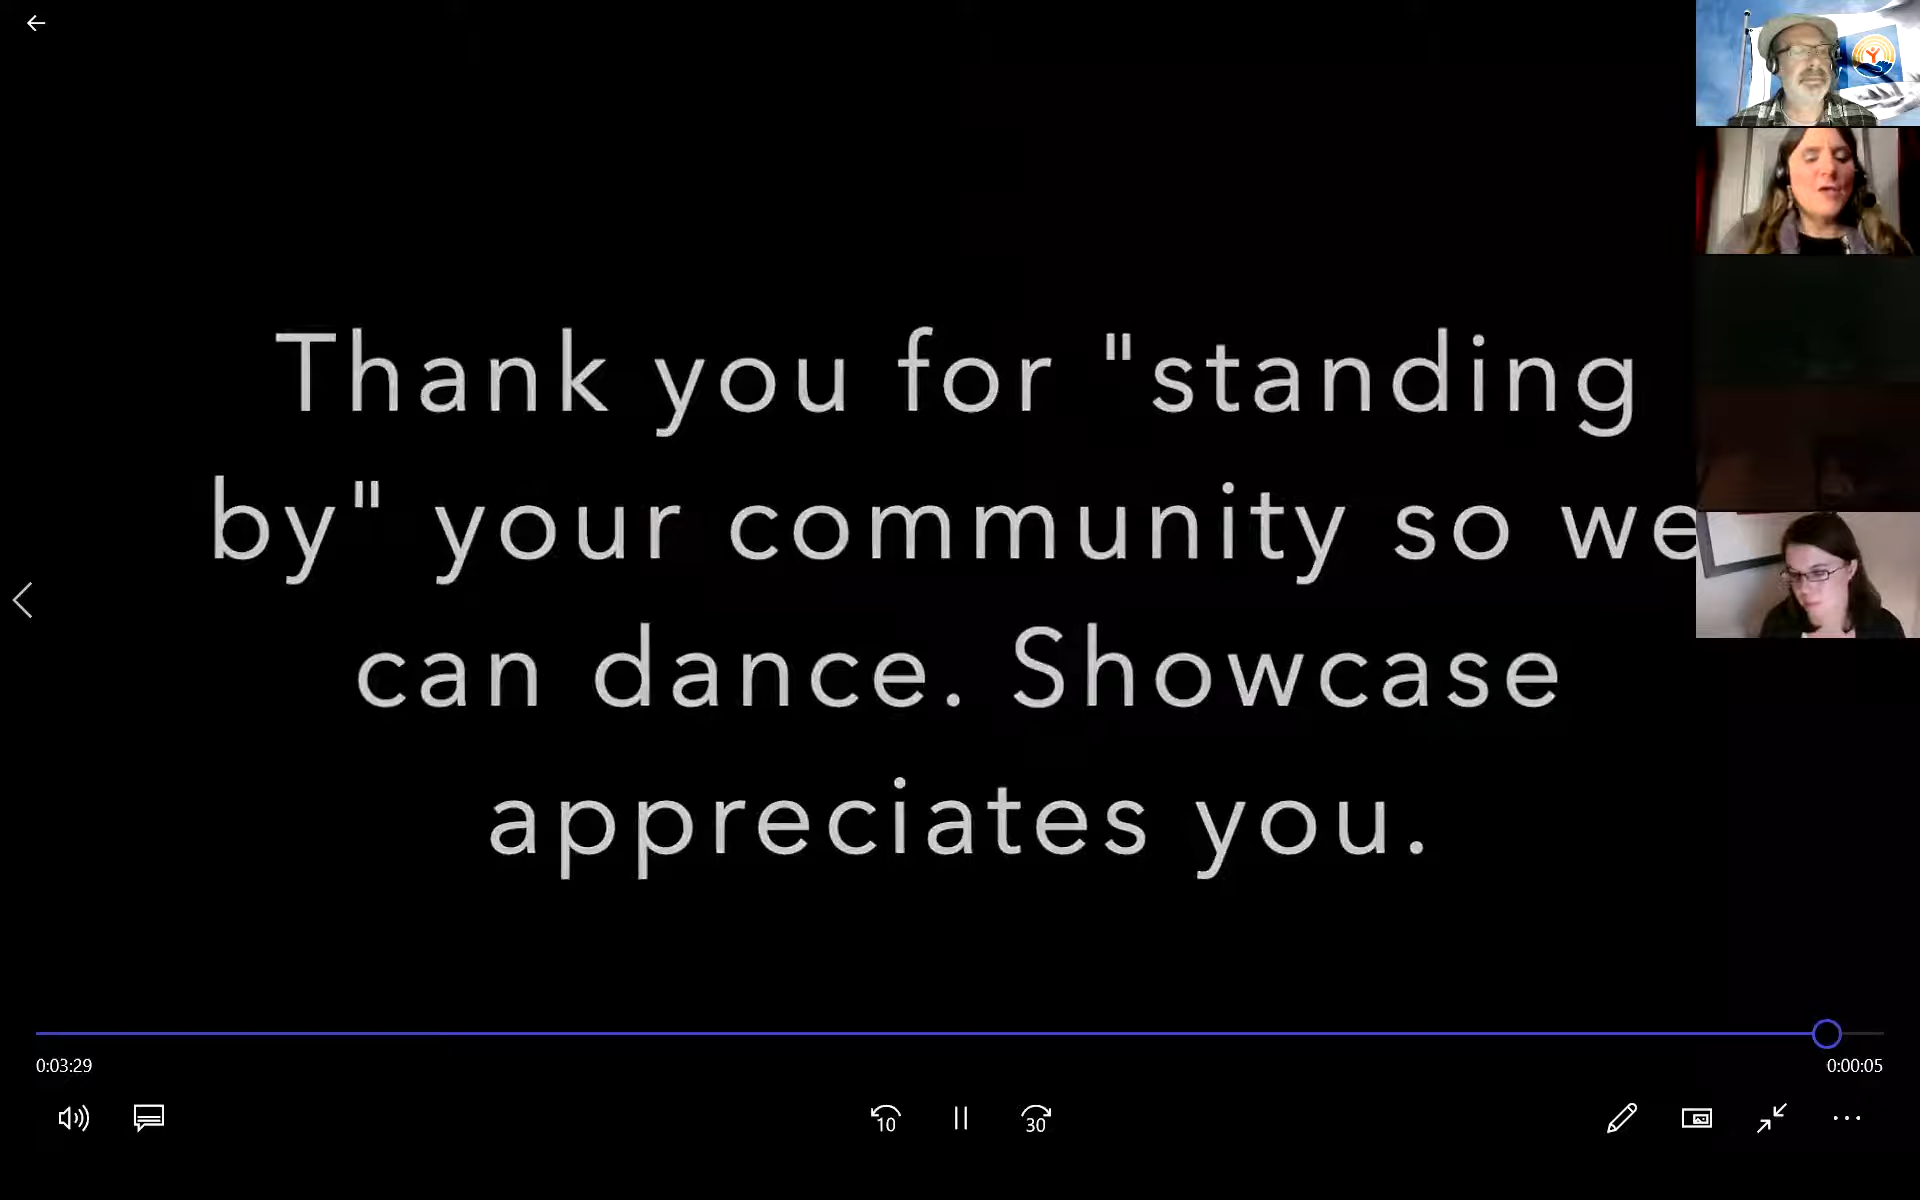 Thank you for "standing
by" your community so we
can dance. Showcase
appreciates you.
0:03:29
0:00:05
10
30